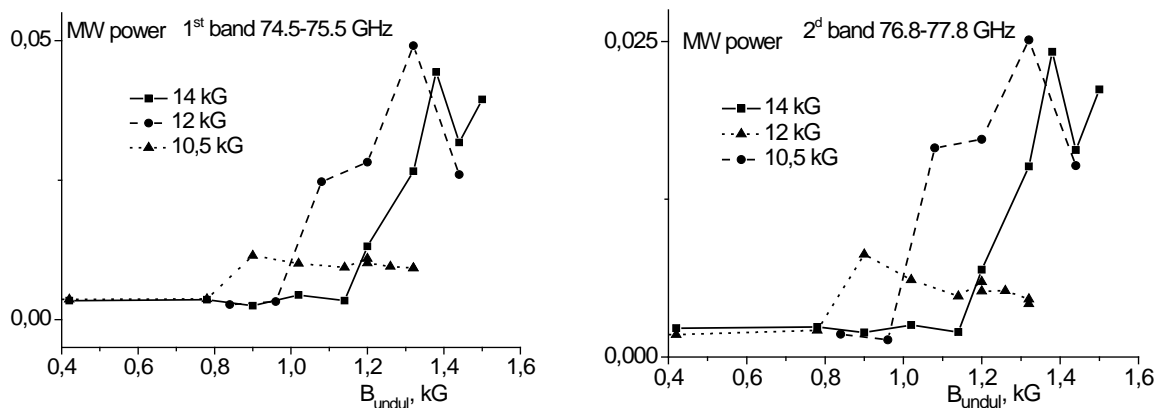 MW power 1st band 74.5-75.5 GHz
0,05
14 kG
12 kG
10,5 kG
0,00
0,4 0,6 0,8 1,0 1,2 1,4 1,6
Bundul, kG
MW power 2d band 76.8-77.8 GHz
0,025
14 kG
12 kG
10,5 kG
0,000
0,4 0,6 0,8 1,0 1,2 1,4 1,6
Bundul, kG